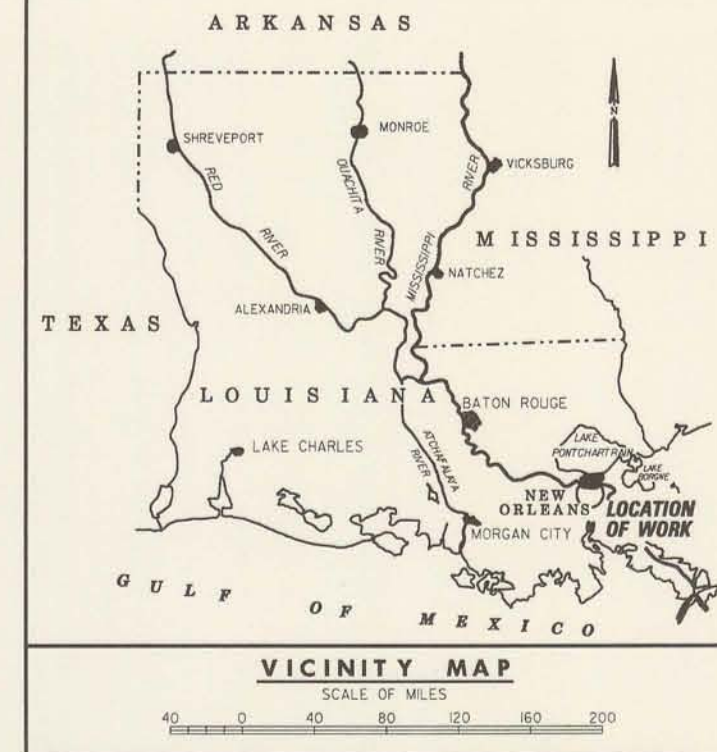 ARKANSAS
SHREVEPORT
MONROE
VICKSBURG
N
RED
RIVER
OUACHITA
RIVER
MISSISSIPPI
RIVER
MISSISSIPPI
NATCHEZ
ALEXANDRIA
TEXAS
LOUISIANA
BATON ROUGE
LAKE
PONTCHARTRAIN
LAKE
BORGNE
LAKE CHARLES
ATCHAFALAYA
RIVER
NEW
ORLEANS
LOCATION
OF WORK
MORGAN CITY
GULF OF MEXICO
VICINITY MAP
SCALE OF MILES
40 0 40 80 120 160 200